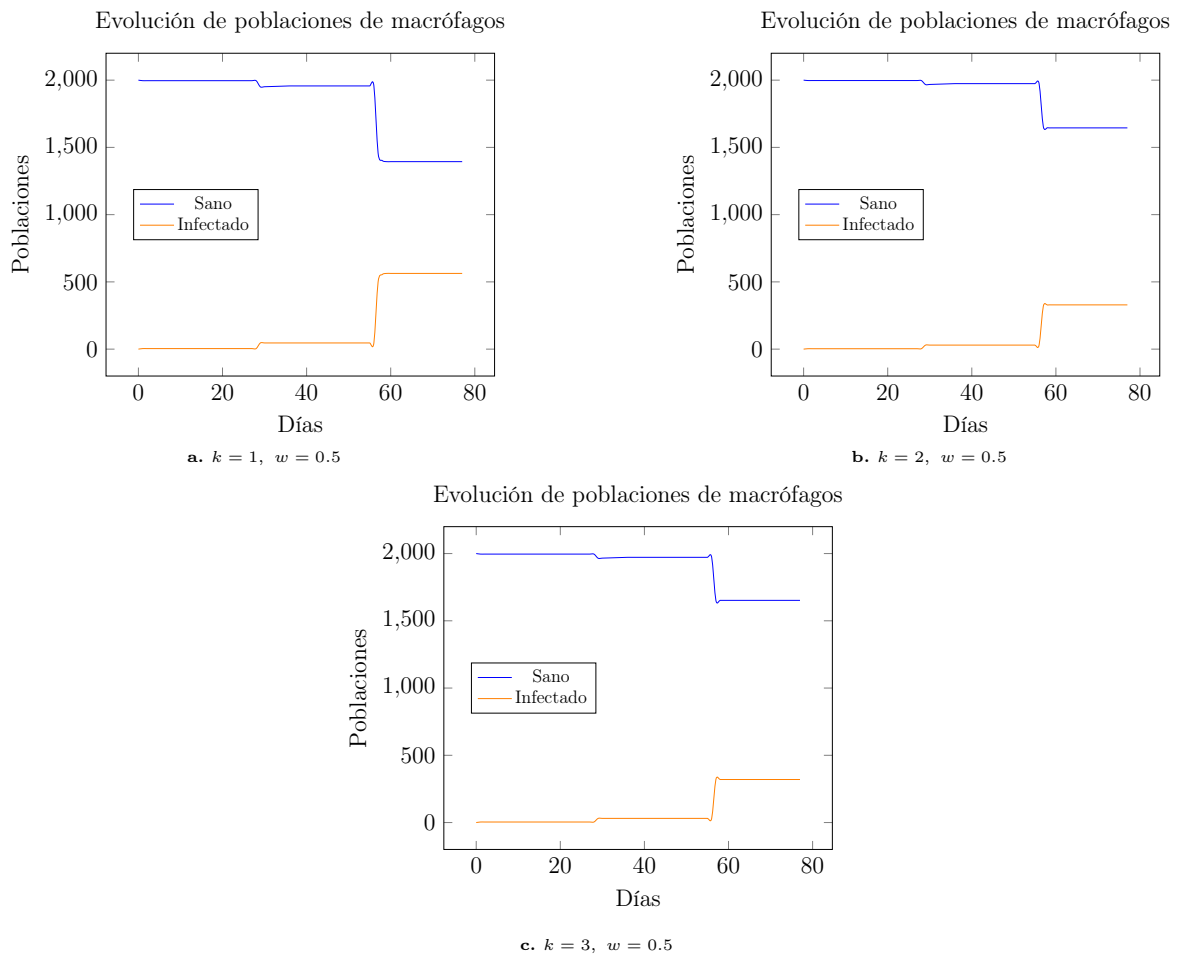 Evolución de poblaciones de macrófagos
2,000
1,500
1,000
500
0
Poblaciones
Sano
Infectado
0 20 40 60 80
Días
a. k = 1, w = 0.5
Evolución de poblaciones de macrófagos
2,000
1,500
1,000
500
0
Poblaciones
Sano
Infectado
0 20 40 60 80
Días
b. k = 2, w = 0.5
Evolución de poblaciones de macrófagos
2,000
1,500
1,000
500
0
Poblaciones
Sano
Infectado
0 20 40 60 80
Días
c. k = 3, w = 0.5